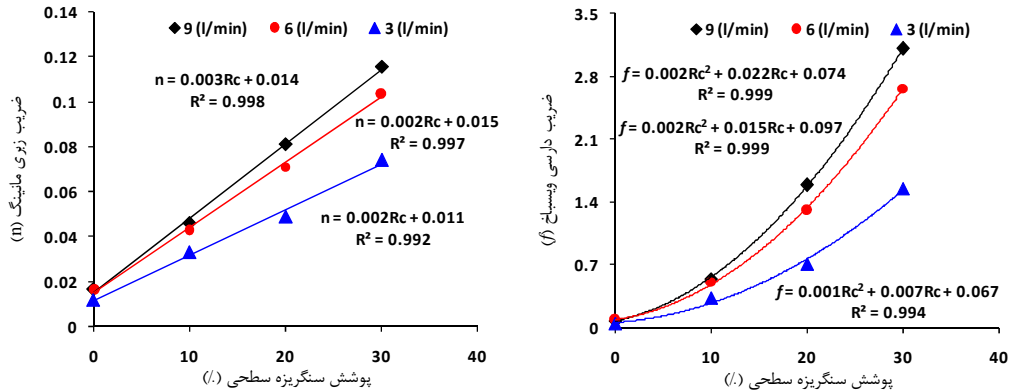 ◆ 9 (l/min) ● 6 (l/min) ▲ 3 (l/min)
0.14
0.12
0.1
0.08
0.06
0.04
0.02
0
ضریب زبری مانینگ (n)
n = 0.003Rc + 0.014
R² = 0.998
n = 0.002Rc + 0.015
R² = 0.997
n = 0.002Rc + 0.011
R² = 0.992
0 10 20 30 40
پوشش سنگریزه سطحی (٪)
◆ 9 (l/min) ● 6 (l/min) ▲ 3 (l/min)
3.5
2.8
2.1
1.4
0.7
0
ضریب دارسی ویسباخ (f)
f = 0.002Rc² + 0.022Rc + 0.074
R² = 0.999
f = 0.002Rc² + 0.015Rc + 0.097
R² = 0.999
f = 0.001Rc² + 0.007Rc + 0.067
R² = 0.994
0 10 20 30 40
پوشش سنگریزه سطحی (٪)